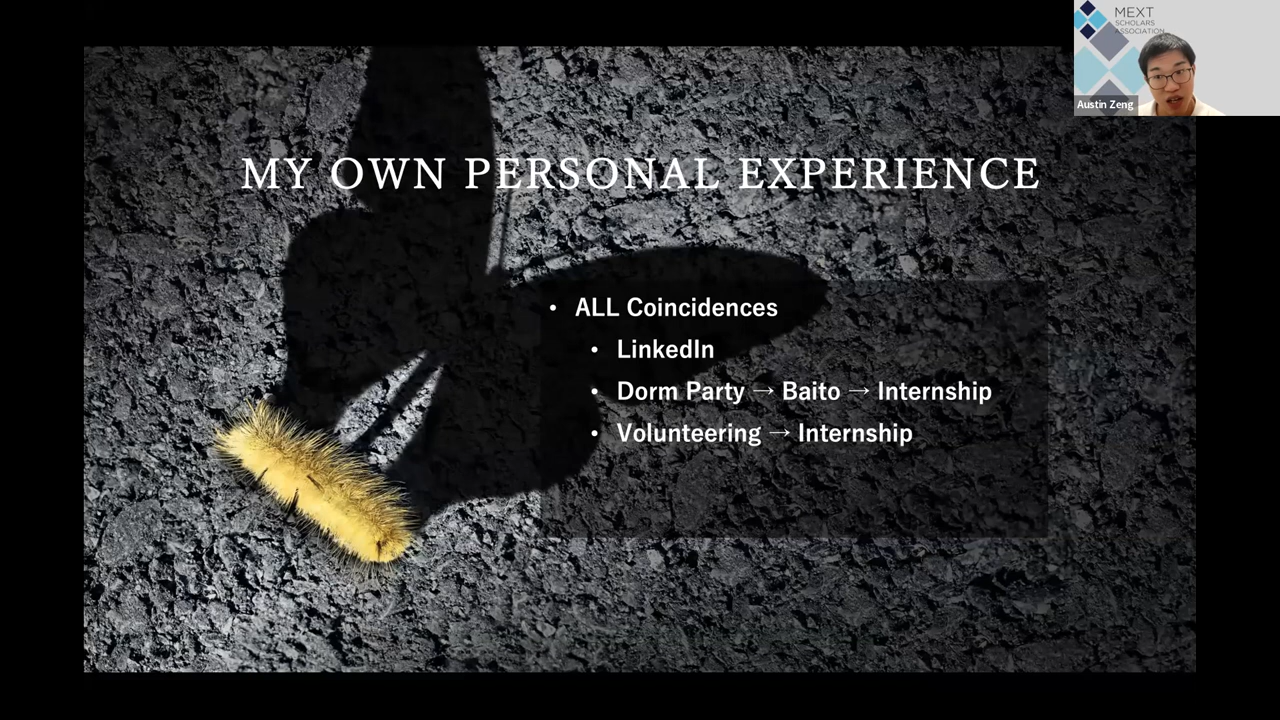 MEXT
SCHOLARS
ASSOCIATION
Austin Zeng
MY OWN PERSONAL EXPERIENCE
• ALL Coincidences
• LinkedIn
• Dorm Party → Baito → Internship
• Volunteering → Internship